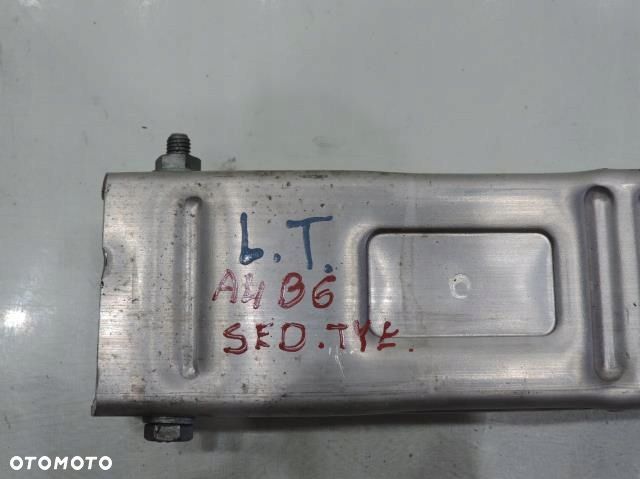 L.T.
A4 B6
SED.TYŁ.
OTOMOTO